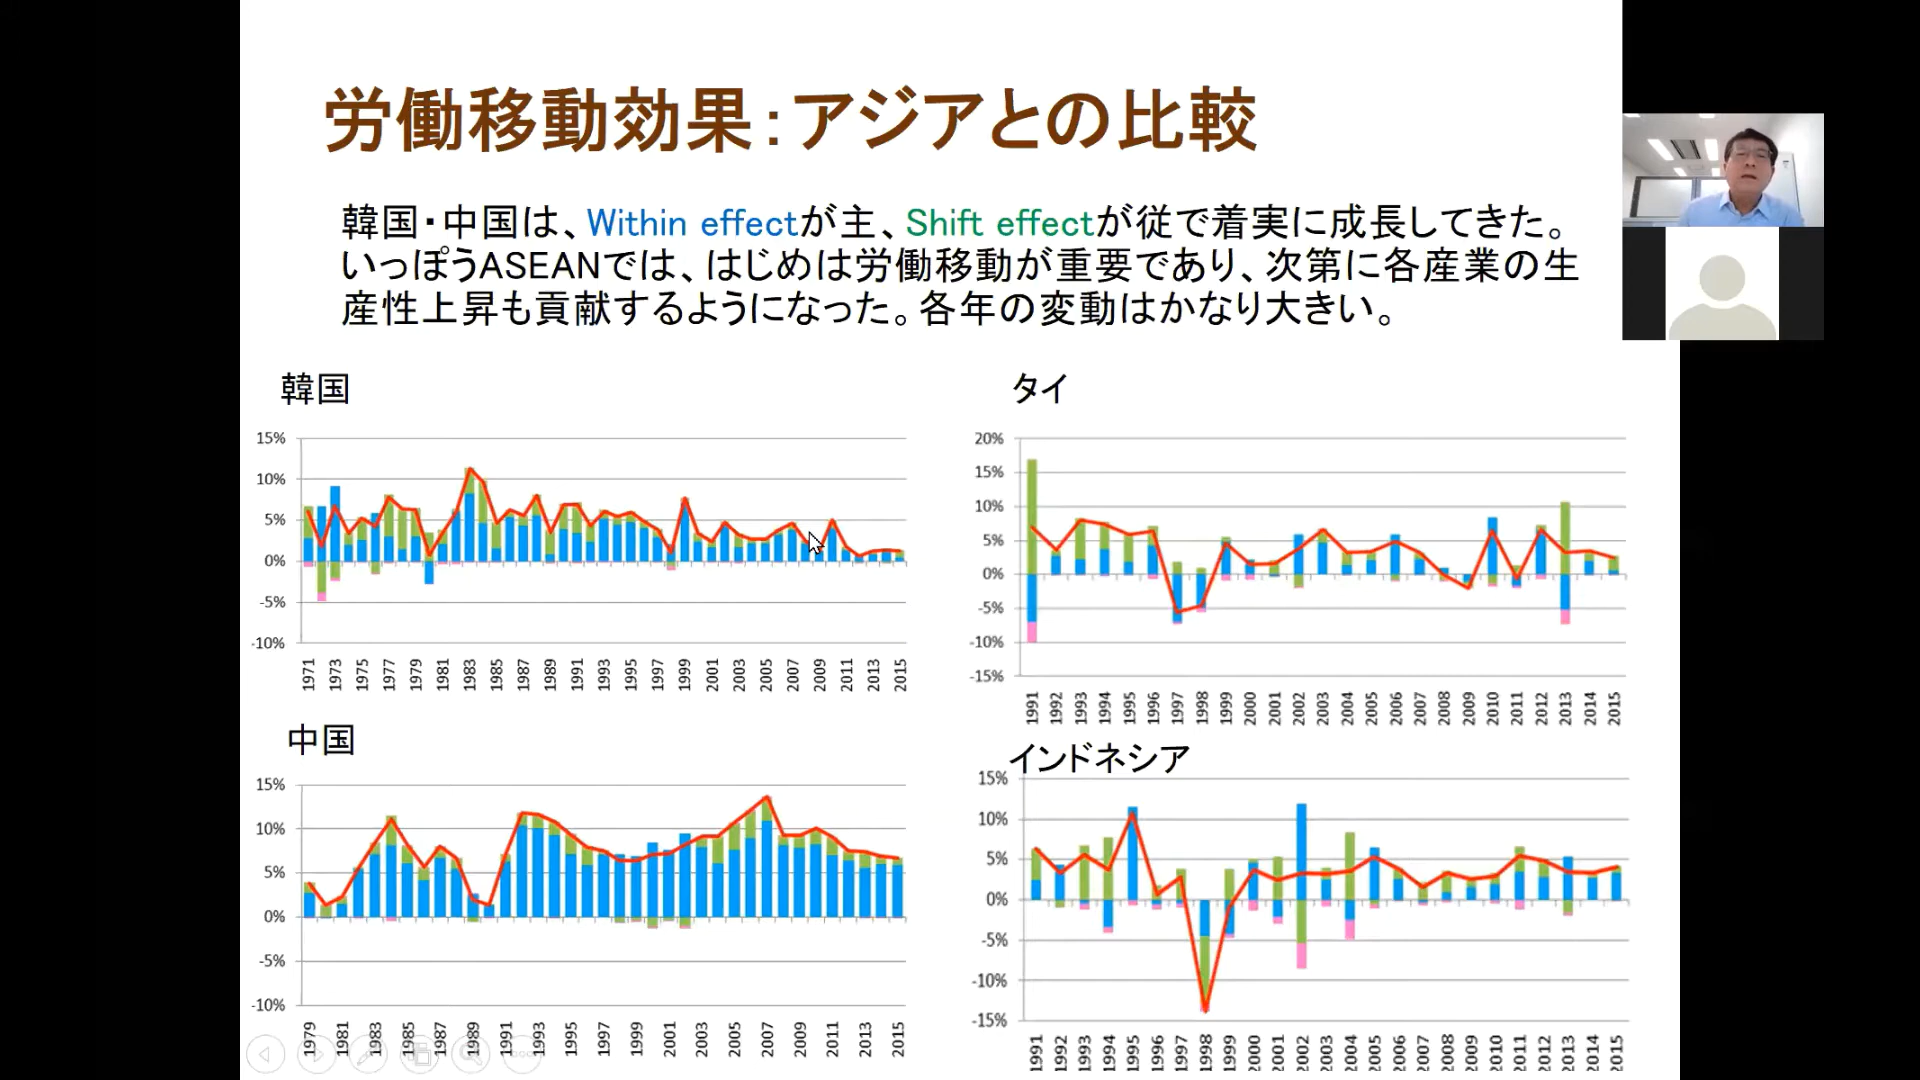 労働移動効果：アジアとの比較
韓国・中国は、Within effectが主、Shift effectが従で着実に成長してきた。
いっぽうASEANでは、はじめは労働移動が重要であり、次第に各産業の生
産性上昇も貢献するようになった。各年の変動はかなり大きい。
韓国
15%
10%
5%
0%
-5%
-10%
1971 1973 1975 1977 1979 1981 1983 1985 1987 1989 1991 1993 1995 1997 1999 2001 2003 2005 2007 2009 2011 2013 2015
タイ
20%
15%
10%
5%
0%
-5%
-10%
-15%
1991 1992 1993 1994 1995 1996 1997 1998 1999 2000 2001 2002 2003 2004 2005 2006 2007 2008 2009 2010 2011 2012 2013 2014 2015
中国
15%
10%
5%
0%
-5%
-10%
1979 1981 1983 1985 1987 1989 1991 1993 1995 1997 1999 2001 2003 2005 2007 2009 2011 2013 2015
インドネシア
15%
10%
5%
0%
-5%
-10%
-15%
1991 1992 1993 1994 1995 1996 1997 1998 1999 2000 2001 2002 2003 2004 2005 2006 2007 2008 2009 2010 2011 2012 2013 2014 2015